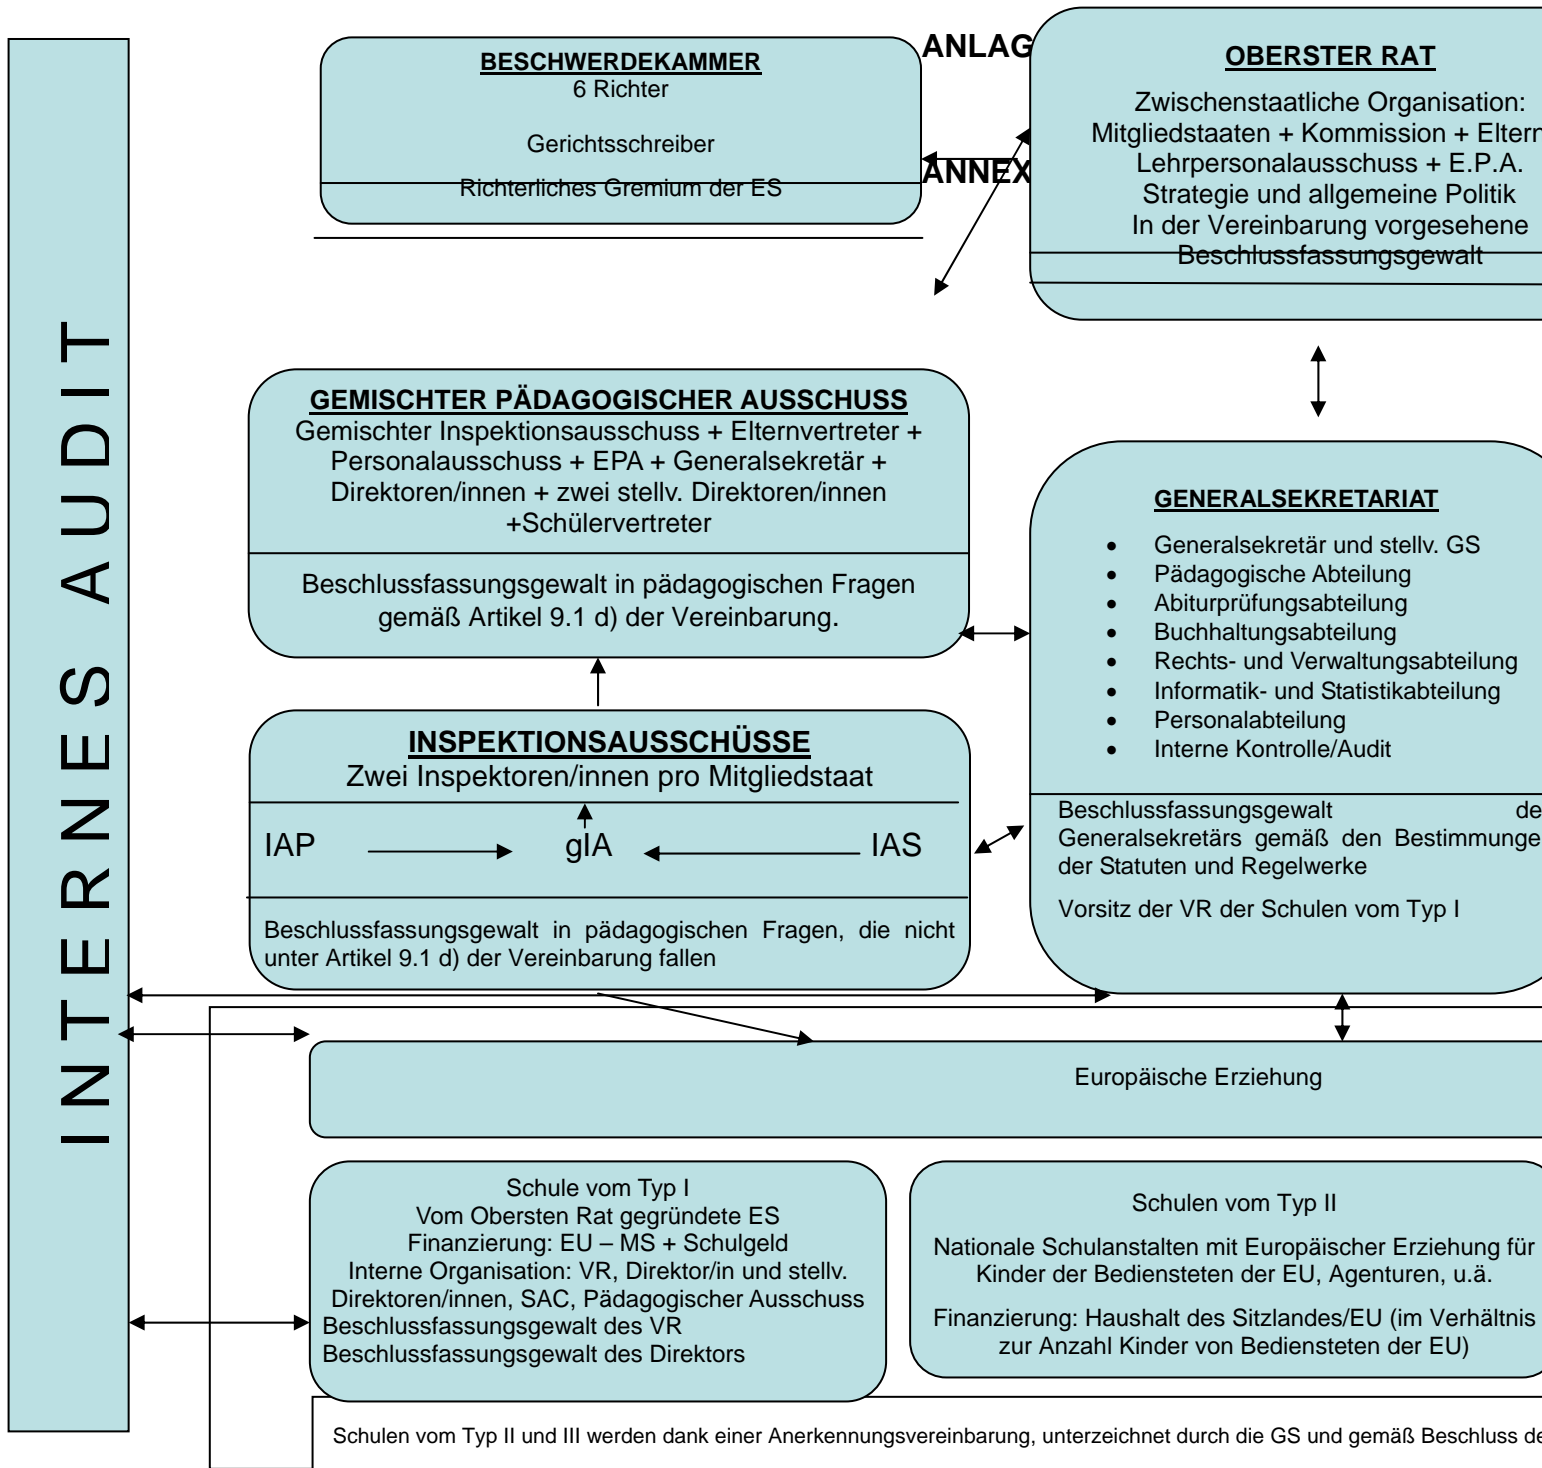 INTERNES AUDIT
BESCHWERDEKAMMER
6 Richter
Gerichtsschreiber
Richterliches Gremium der ES
ANLAG
ANNEX
OBERSTER RAT
Zwischenstaatliche Organisation:
Mitgliedstaaten + Kommission + Eltern
Lehrpersonalausschuss + E.P.A.
Strategie und allgemeine Politik
In der Vereinbarung vorgesehene
Beschlussfassungsgewalt
GEMISCHTER PÄDAGOGISCHER AUSSCHUSS
Gemischter Inspektionsausschuss + Elternvertreter +
Personalausschuss + EPA + Generalsekretär +
Direktoren/innen + zwei stellv. Direktoren/innen
+Schülervertreter
Beschlussfassungsgewalt in pädagogischen Fragen
gemäß Artikel 9.1 d) der Vereinbarung.
GENERALSEKRETARIAT
• Generalsekretär und stellv. GS
• Pädagogische Abteilung
• Abiturprüfungsabteilung
• Buchhaltungsabteilung
• Rechts- und Verwaltungsabteilung
• Informatik- und Statistikabteilung
• Personalabteilung
• Interne Kontrolle/Audit
Beschlussfassungsgewalt de
Generalsekretärs gemäß den Bestimmunge
der Statuten und Regelwerke
Vorsitz der VR der Schulen vom Typ I
INSPEKTIONSAUSSCHÜSSE
Zwei Inspektoren/innen pro Mitgliedstaat
IAP gIA IAS
Beschlussfassungsgewalt in pädagogischen Fragen, die nicht
unter Artikel 9.1 d) der Vereinbarung fallen
Europäische Erziehung
Schule vom Typ I
Vom Obersten Rat gegründete ES
Finanzierung: EU – MS + Schulgeld
Interne Organisation: VR, Direktor/in und stellv.
Direktoren/innen, SAC, Pädagogischer Ausschuss
Beschlussfassungsgewalt des VR
Beschlussfassungsgewalt des Direktors
Schulen vom Typ II
Nationale Schulanstalten mit Europäischer Erziehung für
Kinder der Bediensteten der EU, Agenturen, u.ä.
Finanzierung: Haushalt des Sitzlandes/EU (im Verhältnis
zur Anzahl Kinder von Bediensteten der EU)
Schulen vom Typ II und III werden dank einer Anerkennungsvereinbarung, unterzeichnet durch die GS und gemäß Beschluss de